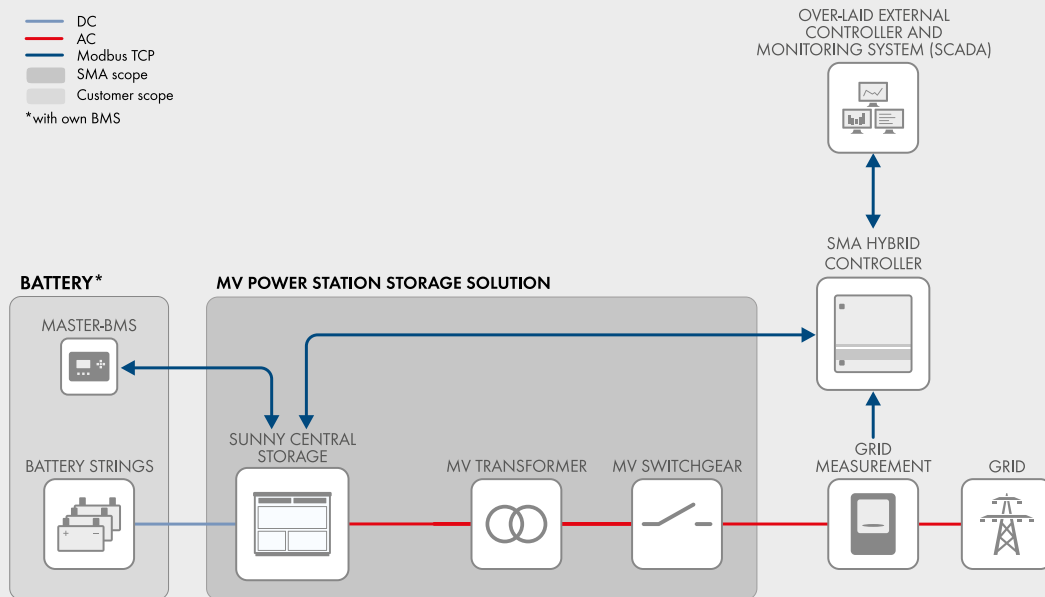 DC
AC
Modbus TCP
SMA scope
Customer scope
*with own BMS
OVER-LAID EXTERNAL
CONTROLLER AND
MONITORING SYSTEM (SCADA)
SMA HYBRID
CONTROLLER
BATTERY*
MV POWER STATION STORAGE SOLUTION
MASTER-BMS
BATTERY STRINGS
SUNNY CENTRAL
STORAGE
MV TRANSFORMER
MV SWITCHGEAR
GRID
MEASUREMENT
GRID